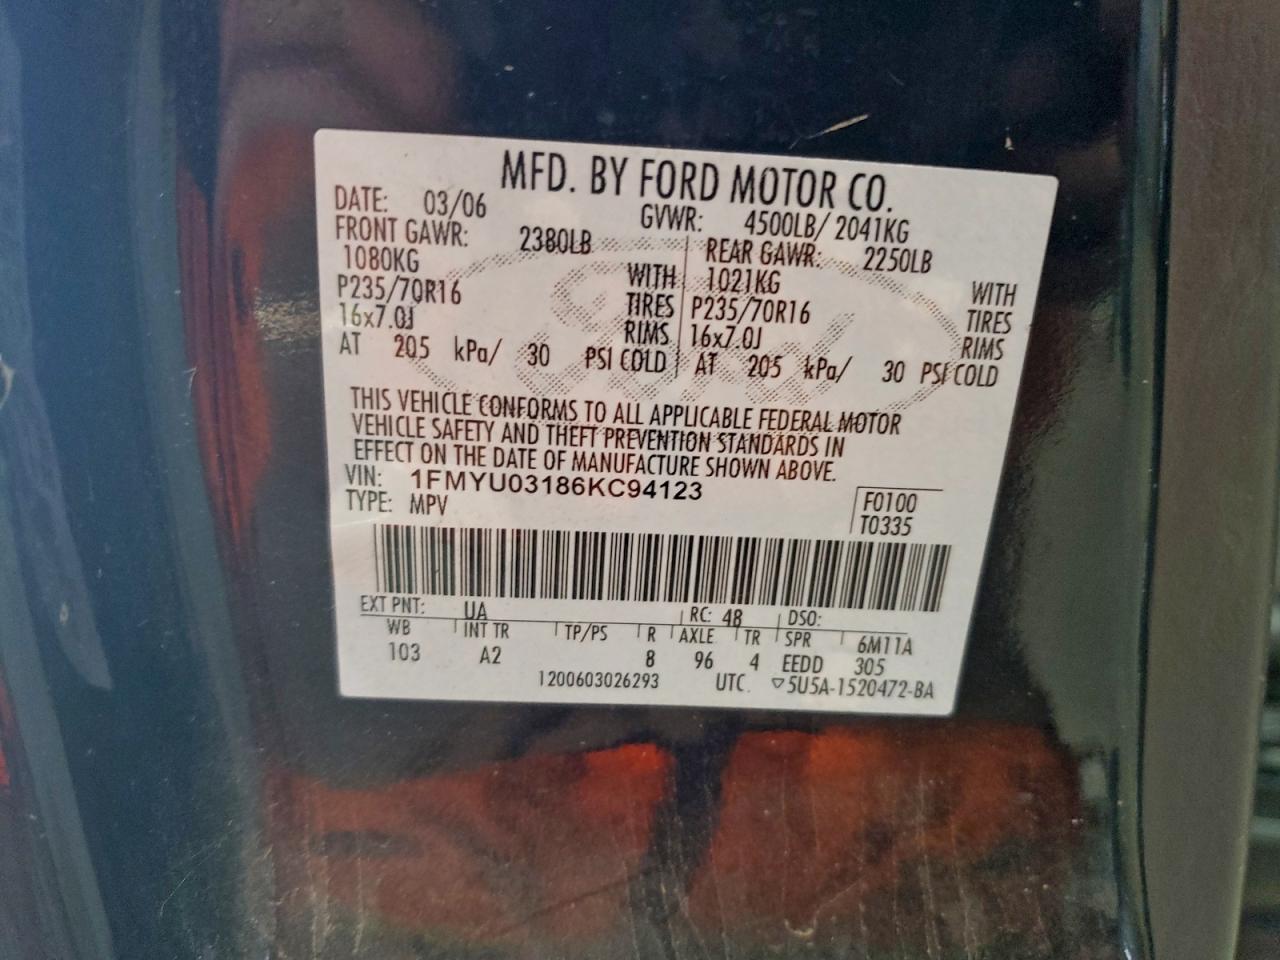 MFD. BY FORD MOTOR CO.
DATE: 03/06 GVWR: 4500LB/ 2041KG
FRONT GAWR: 2380LB REAR GAWR: 2250LB
1080KG WITH 1021KG WITH
P235/70R16 TIRES P235/70R16 TIRES
16x7.0J RIMS 16x7.0J RIMS
AT 205 kPa/ 30 PSI COLD AT 205 kPa/ 30 PSI COLD
THIS VEHICLE CONFORMS TO ALL APPLICABLE FEDERAL MOTOR
VEHICLE SAFETY AND THEFT PREVENTION STANDARDS IN
EFFECT ON THE DATE OF MANUFACTURE SHOWN ABOVE.
VIN: 1FMYU03186KC94123
TYPE: MPV
F0100
T0335
EXT PNT: UA RC: 48 DSO:
WB INT TR TP/PS R AXLE TR SPR 6M11A
103 A2 8 96 4 EEDD 305
1200603026293 UTC ▽5U5A-1520472-BA
Ford